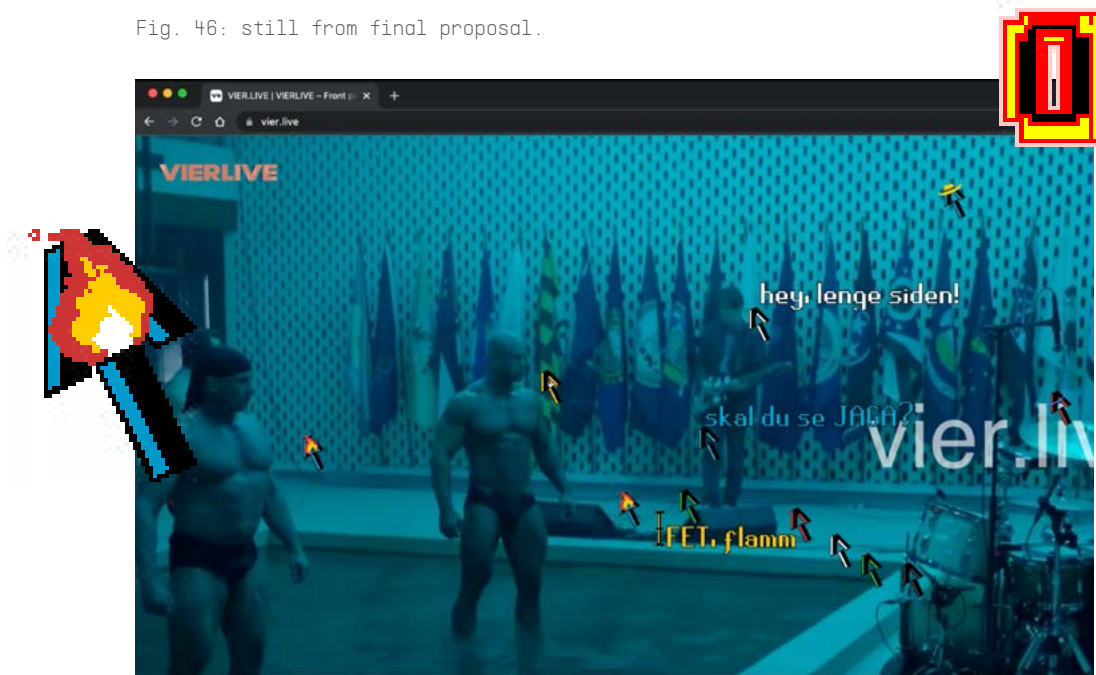 Fig. 46: still from final proposal.
VIER.LIVE | VIERLIVE – Front p
vier.live
VIERLIVE
hey, lenge siden!
skal du se JAGA?
vier.liv
FET, flamm